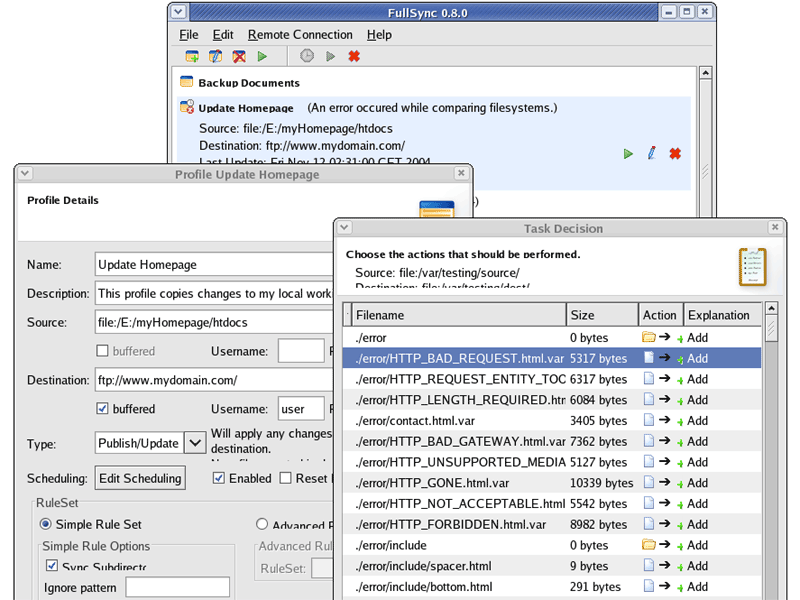 FullSync 0.8.0
File Edit Remote Connection Help
Backup Documents
Update Homepage (An error occured while comparing filesystems.)
Source: file:/E:/myHomepage/htdocs
Destination: ftp://www.mydomain.com/
Last Update: Fri Nov 12 02:31:00 CET 2004
Profile Update Homepage
Profile Details
Name: Update Homepage
Description: This profile copies changes to my local work
Source: file:/E:/myHomepage/htdocs
buffered Username:
Destination: ftp://www.mydomain.com/
buffered Username: user
Type: Publish/Update Will apply any changes
destination.
Scheduling: Edit Scheduling Enabled Reset
RuleSet
Simple Rule Set Advanced
Simple Rule Options Advanced Rul
Sync Subdirecto RuleSet:
Ignore pattern
Task Decision
Choose the actions that should be performed.
Source: file:/var/testing/source/
Destination: file:/var/testing/dest/
Filename Size Action Explanation
./error 0 bytes Add
./error/HTTP_BAD_REQUEST.html.var 5317 bytes Add
./error/HTTP_REQUEST_ENTITY_TOO 6317 bytes Add
./error/HTTP_LENGTH_REQUIRED.htm 6084 bytes Add
./error/contact.html.var 3405 bytes Add
./error/HTTP_BAD_GATEWAY.html.var 7362 bytes Add
./error/HTTP_UNSUPPORTED_MEDIA 5127 bytes Add
./error/HTTP_GONE.html.var 10339 bytes Add
./error/HTTP_NOT_ACCEPTABLE.html 5542 bytes Add
./error/HTTP_FORBIDDEN.html.var 8982 bytes Add
./error/include 0 bytes Add
./error/include/spacer.html 9 bytes Add
./error/include/bottom.html 291 bytes Add